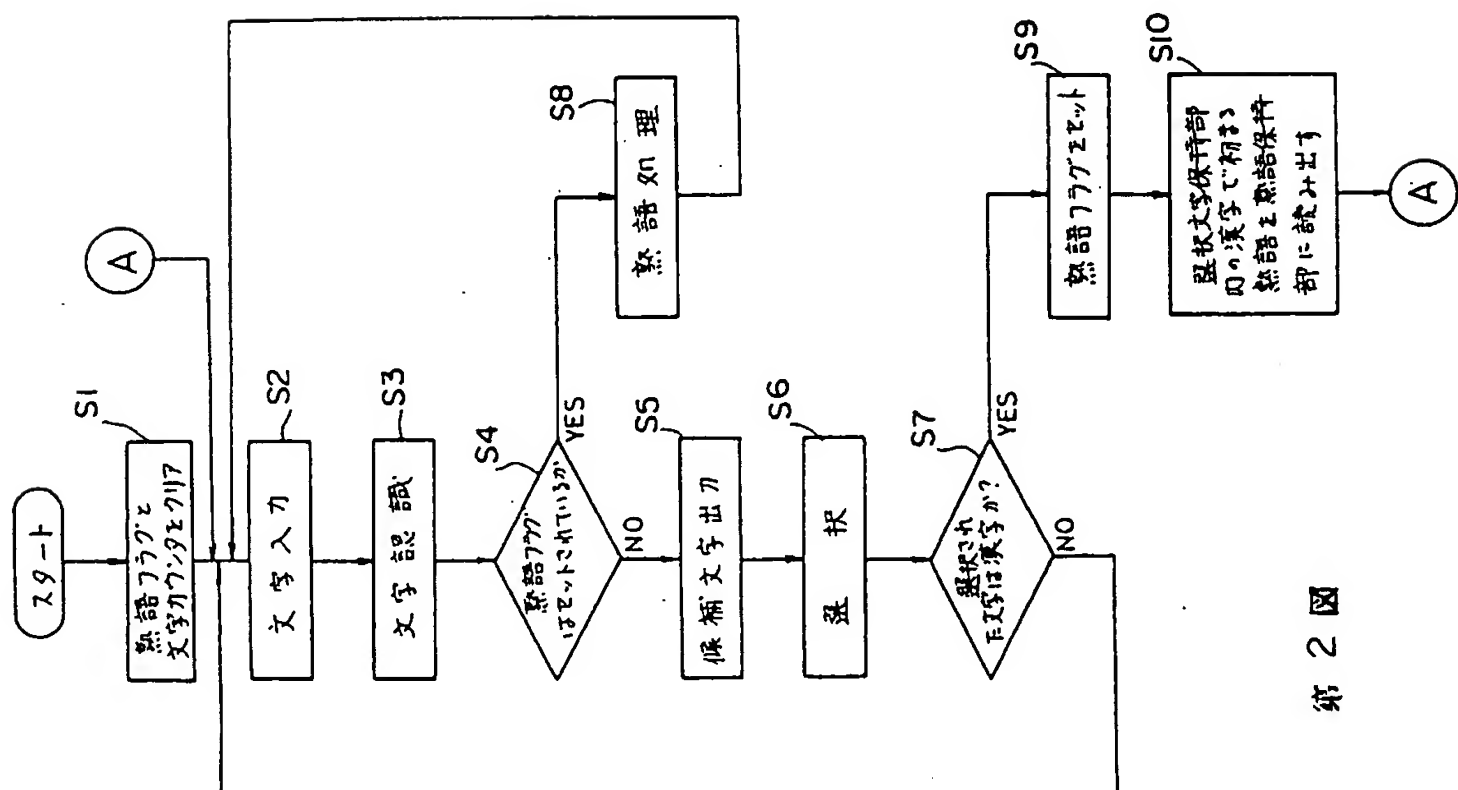 スタート
S1
熟語フラグと
文字カウンタをクリア
A
S2
文字入力
S3
文字認識
S4
熟語フラグ
はセットされているか
YES
NO
S8
熟語処理
S5
候補文字出力
S6
選択
S7
選択され
た文字は漢字か?
YES
NO
S9
熟語フラグをセット
S10
選択文字保持部
内の漢字で初まる
熟語を熟語保持
部に読み出す
A
第2図